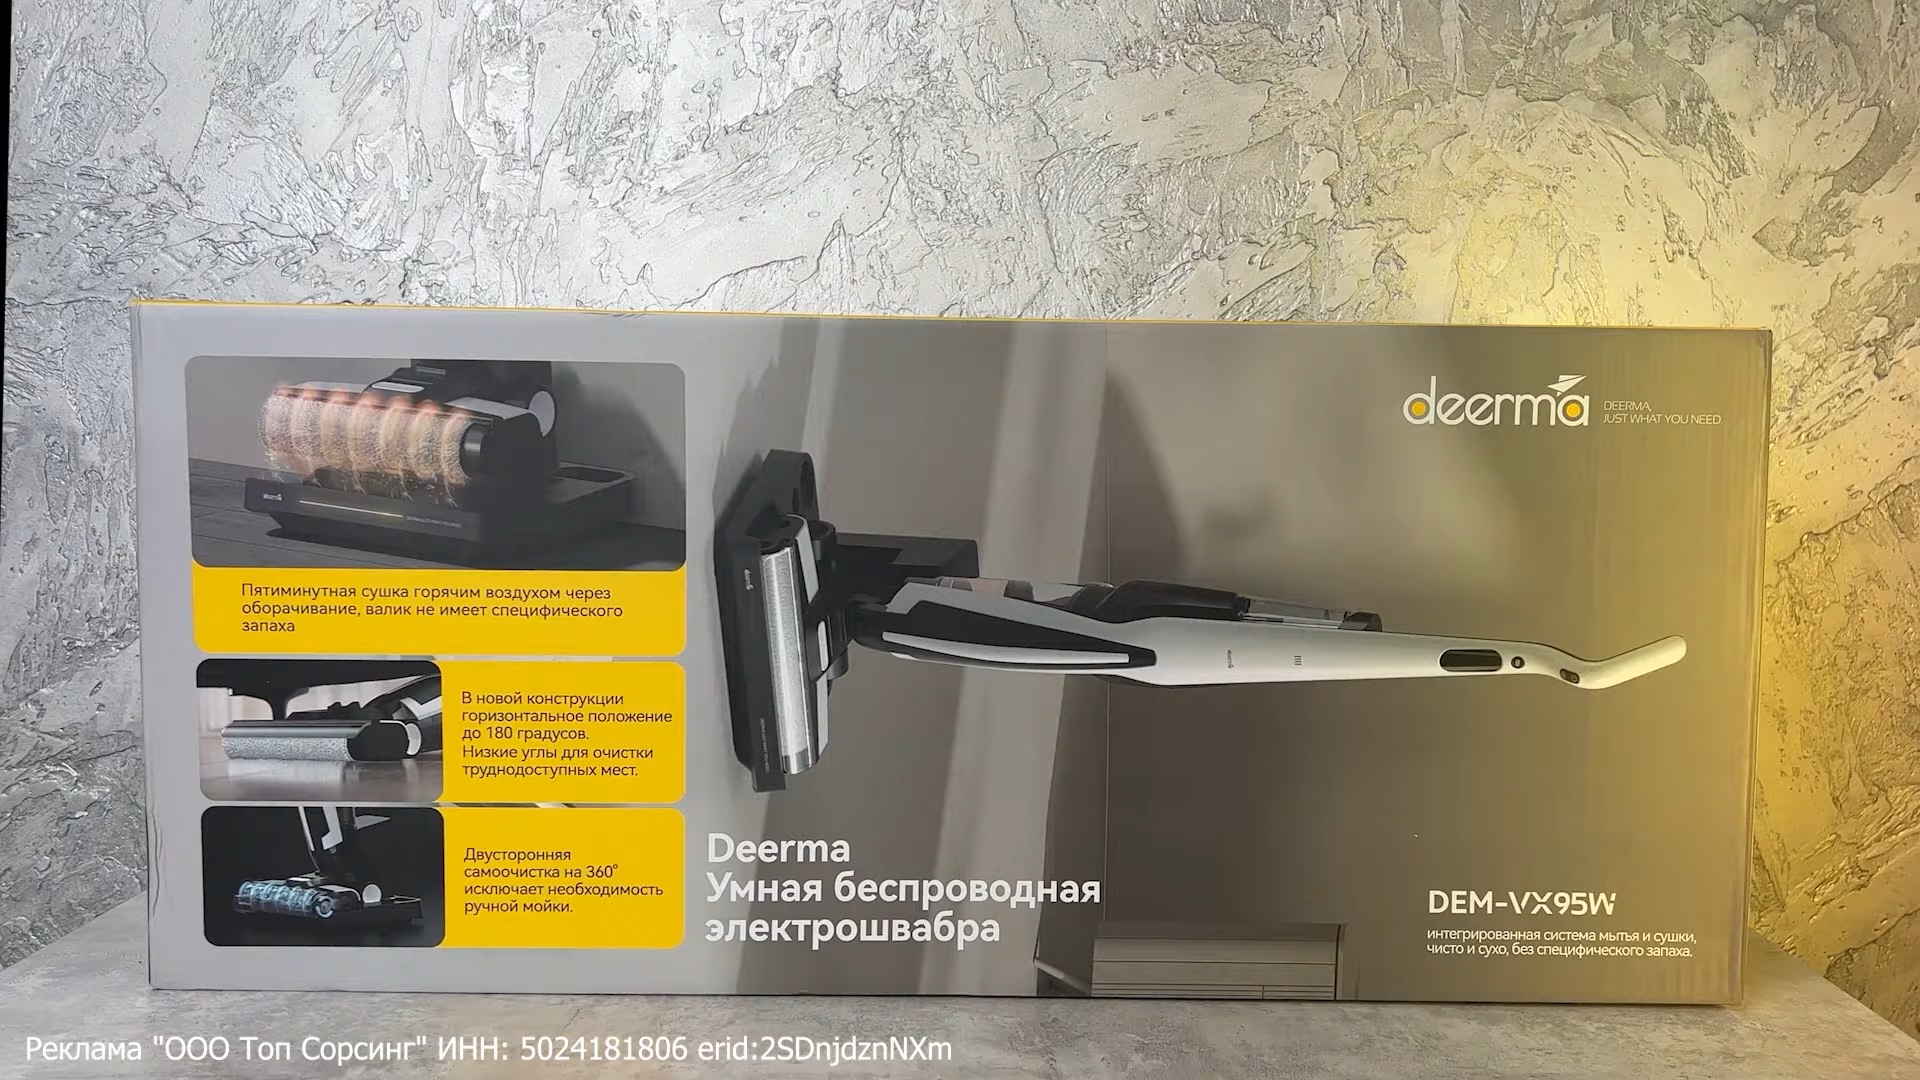 deerma
DEERMA,
JUST WHAT YOU NEED
Пятиминутная сушка горячим воздухом через
оборачивание, валик не имеет специфического
запаха
В новой конструкции
горизонтальное положение
до 180 градусов.
Низкие углы для очистки
труднодоступных мест.
Двусторонняя
самоочистка на 360°
исключает необходимость
ручной мойки.
Deerma
Умная беспроводная
электрошвабра
DEM-VX95W
интегрированная система мытья и сушки,
чисто и сухо, без специфического запаха.
Реклама "ООО Топ Сорсинг" ИНН: 5024181806 erid:2SDnjdznNXm